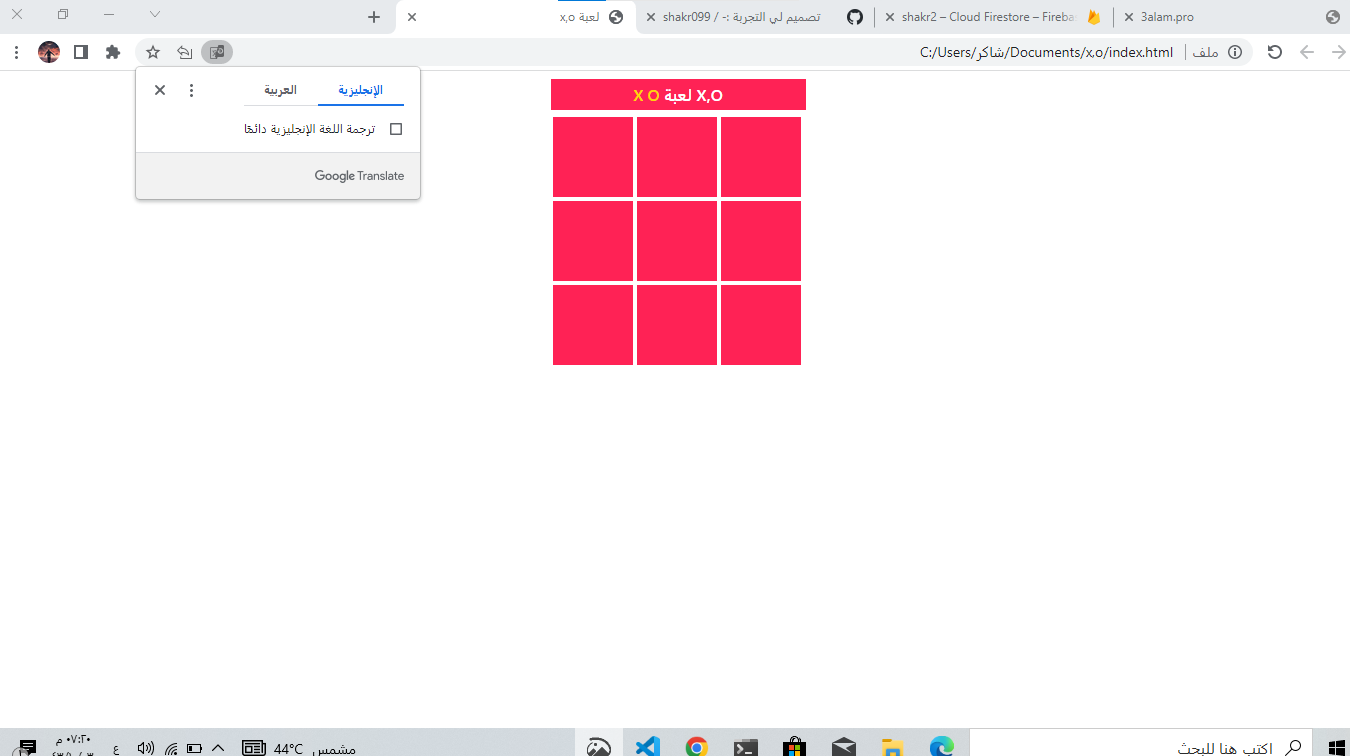 3alam.pro
shakr2 – Cloud Firestore – Fireba
تصميم لي التجربة :- / shakr099
لعبة x,o
ملف
C:/Users/شاكر/Documents/x,o/index.html
الإنجليزية
العربية
ترجمة اللغة الإنجليزية دائمًا
Google Translate
X,O لعبة X O
اكتب هنا للبحث
مشمس 44°C
ع
٠٧:٢٠ م